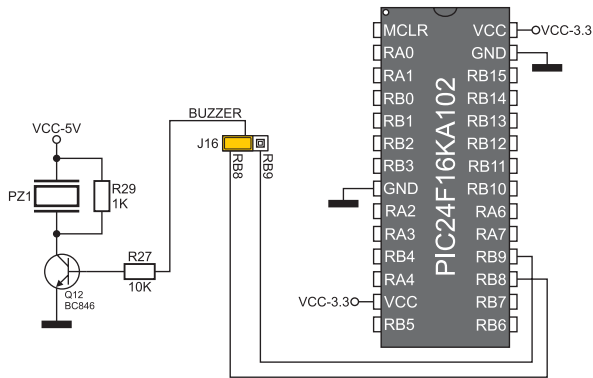 MCLR VCC VCC-3.3
RA0 GND
RA1 RB15
RB0 RB14
BUZZER RB1 RB13
VCC-5V
J16 RB2 RB12
RB8 RB9 RB3 RB11
PZ1 R29 GND RB10
1K
RA2 RA6
RA3 RA7
R27 RB4 RB9
10K RA4 RB8
Q12
BC846
VCC-3.3 VCC RB7
RB5 RB6
PIC24F16KA102